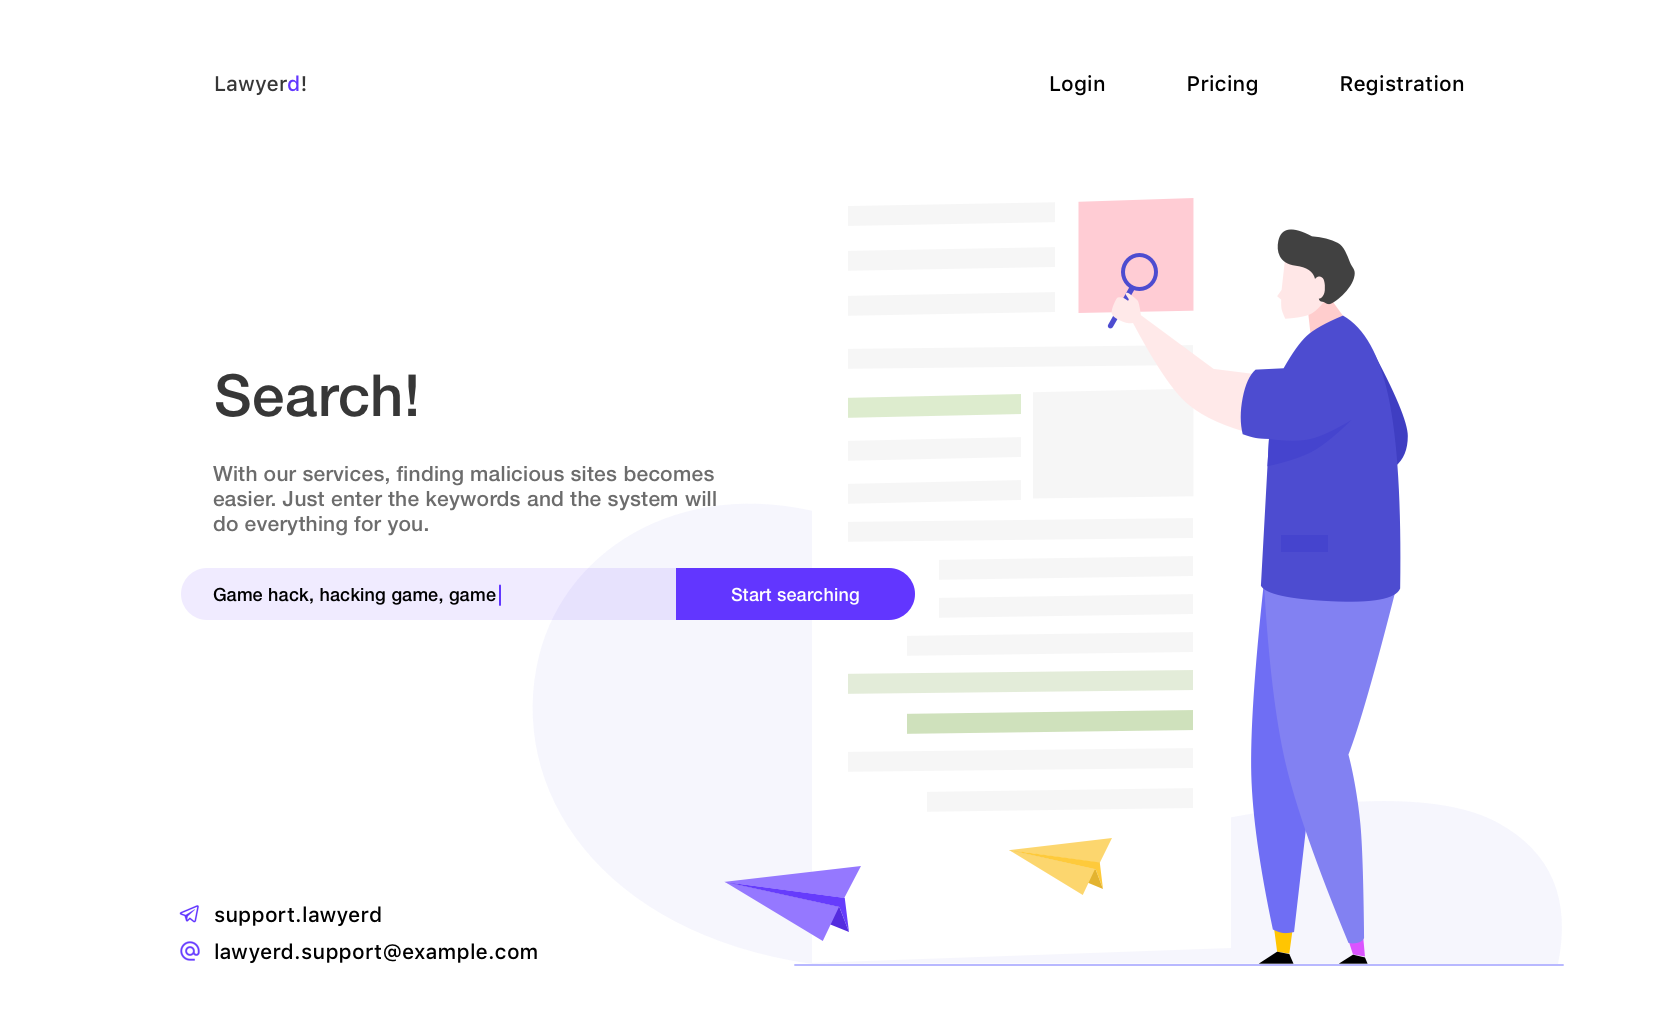 Lawyerd!
Login
Pricing
Registration
Search!
With our services, finding malicious sites becomes
easier. Just enter the keywords and the system will
do everything for you.
Game hack, hacking game, game
Start searching
support.lawyerd
lawyerd.support@example.com